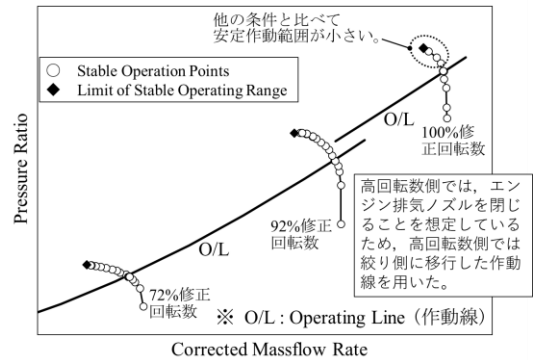 他の条件と比べて
安定作動範囲が小さい。
Stable Operation Points
Limit of Stable Operating Range
O/L
100%修
正回転数
Pressure Ratio
高回転数側では，エン
ジン排気ノズルを閉じ
ることを想定している
ため，高回転数側では
絞り側に移行した作動
線を用いた。
92%修正
回転数
O/L
72%修正
回転数
※ O/L : Operating Line（作動線）
Corrected Massflow Rate